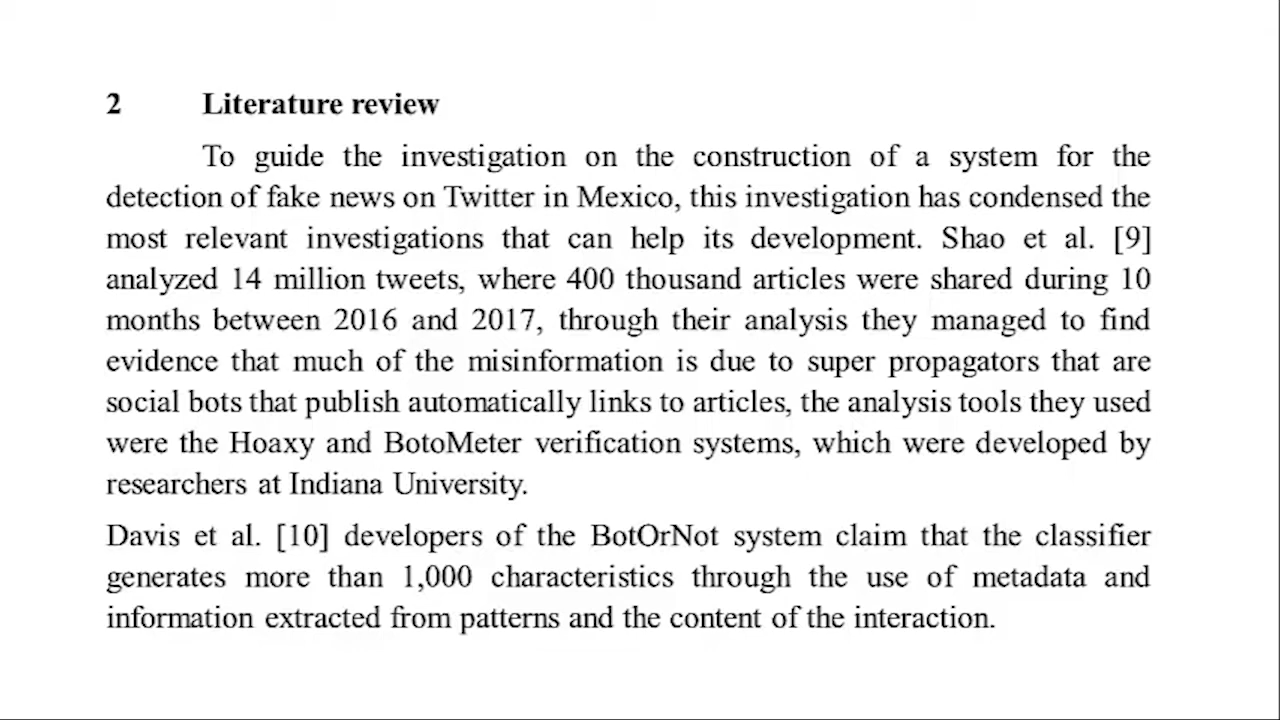 2 Literature review
To guide the investigation on the construction of a system for the
detection of fake news on Twitter in Mexico, this investigation has condensed the
most relevant investigations that can help its development. Shao et al. [9]
analyzed 14 million tweets, where 400 thousand articles were shared during 10
months between 2016 and 2017, through their analysis they managed to find
evidence that much of the misinformation is due to super propagators that are
social bots that publish automatically links to articles, the analysis tools they used
were the Hoaxy and BotoMeter verification systems, which were developed by
researchers at Indiana University.
Davis et al. [10] developers of the BotOrNot system claim that the classifier
generates more than 1,000 characteristics through the use of metadata and
information extracted from patterns and the content of the interaction.